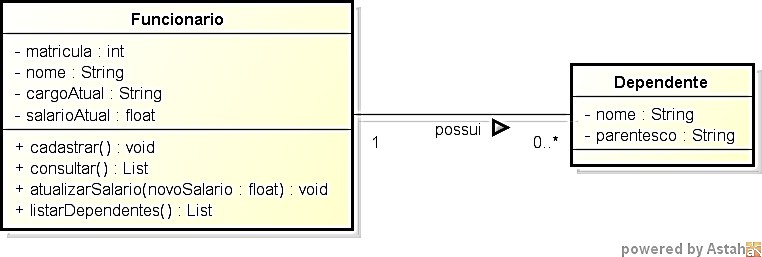 Funcionario
- matricula : int
- nome : String
- cargoAtual : String
- salarioAtual : float
+ cadastrar() : void
+ consultar() : List
+ atualizarSalario(novoSalario : float) : void
+ listarDependentes() : List
1
possui
0..*
Dependente
- nome : String
- parentesco : String
powered by Astah